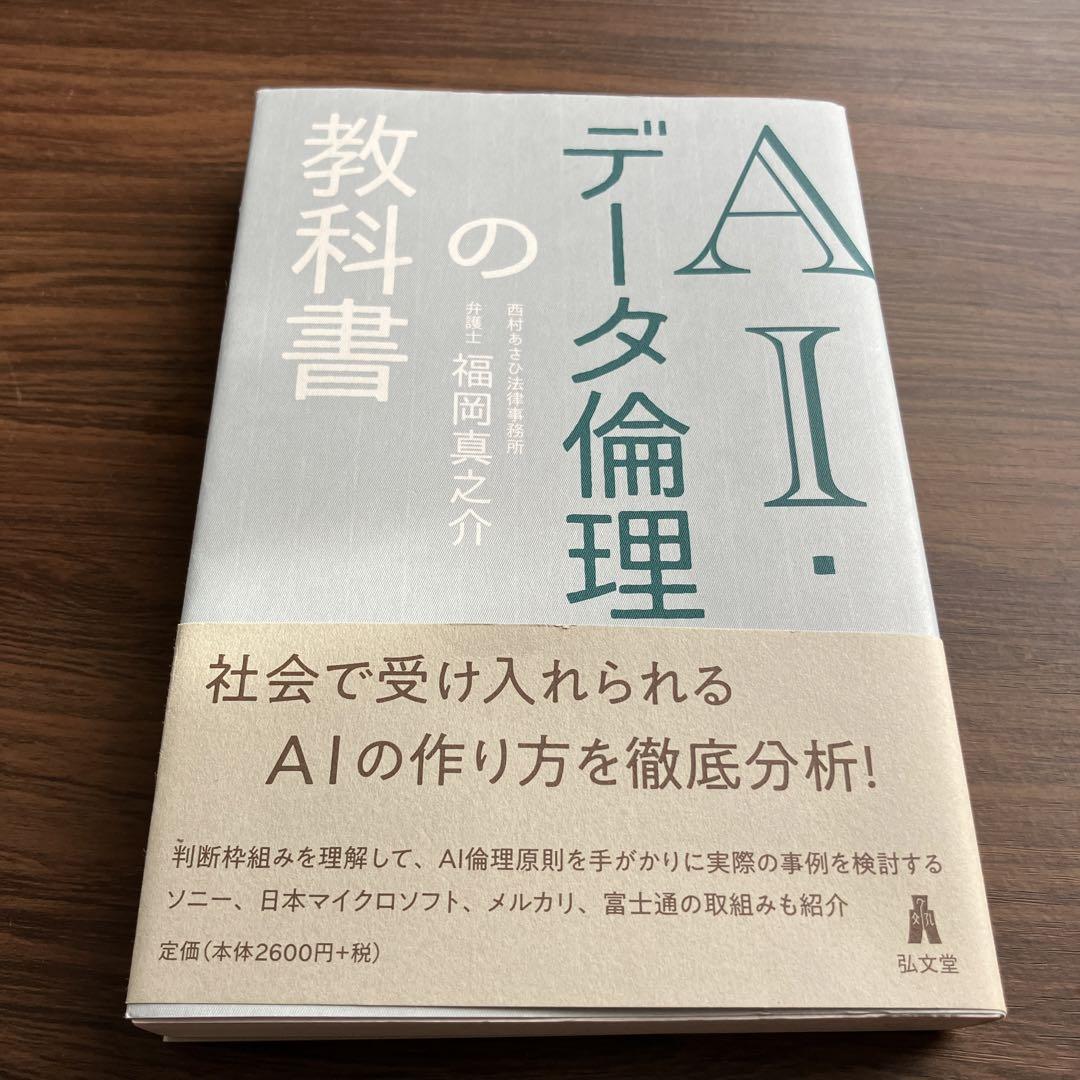 AI・
データ倫理
の
教科書
西村あさひ法律事務所
弁護士 福岡真之介
社会で受け入れられる
AIの作り方を徹底分析!
判断枠組みを理解して、AI倫理原則を手がかりに実際の事例を検討する
ソニー、日本マイクロソフト、メルカリ、富士通の取組みも紹介
定価(本体2600円+税)
弘文堂